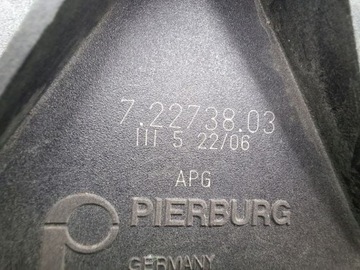 7.22738.03
III 5 22/06
APG
PIERBURG
GERMANY